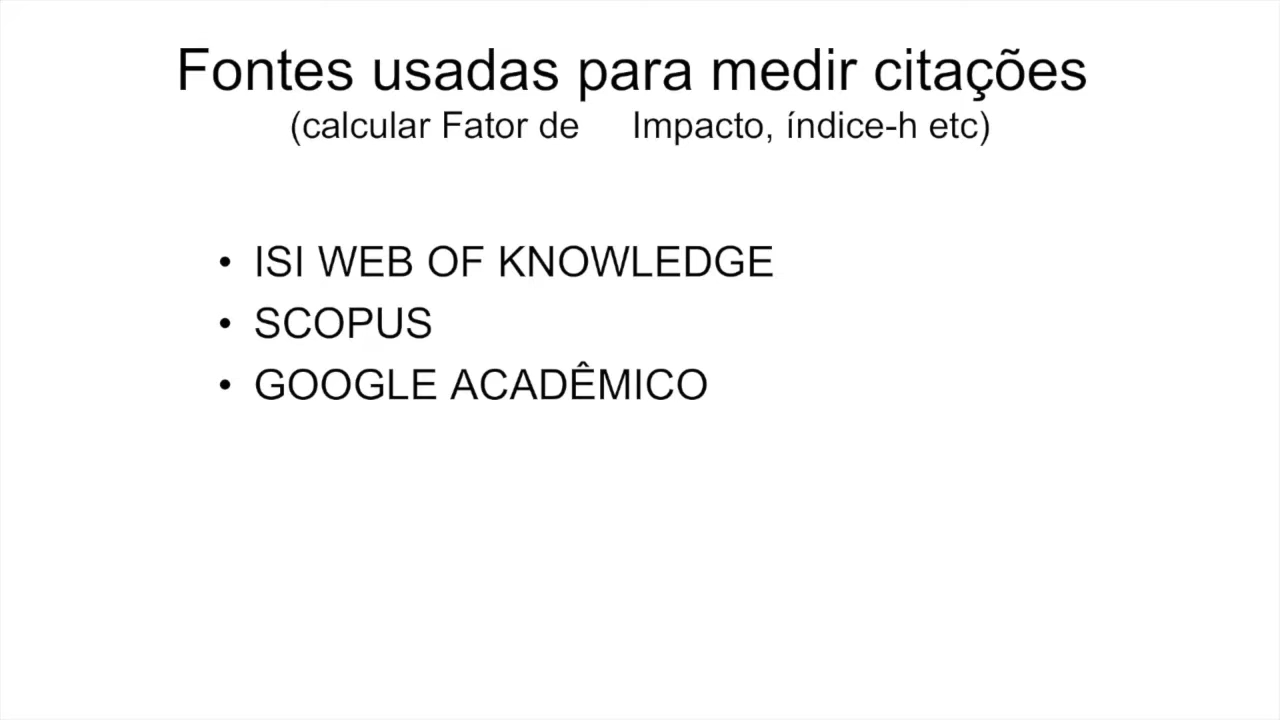 Fontes usadas para medir citações
(calcular Fator de Impacto, índice-h etc)
• ISI WEB OF KNOWLEDGE
• SCOPUS
• GOOGLE ACADÊMICO